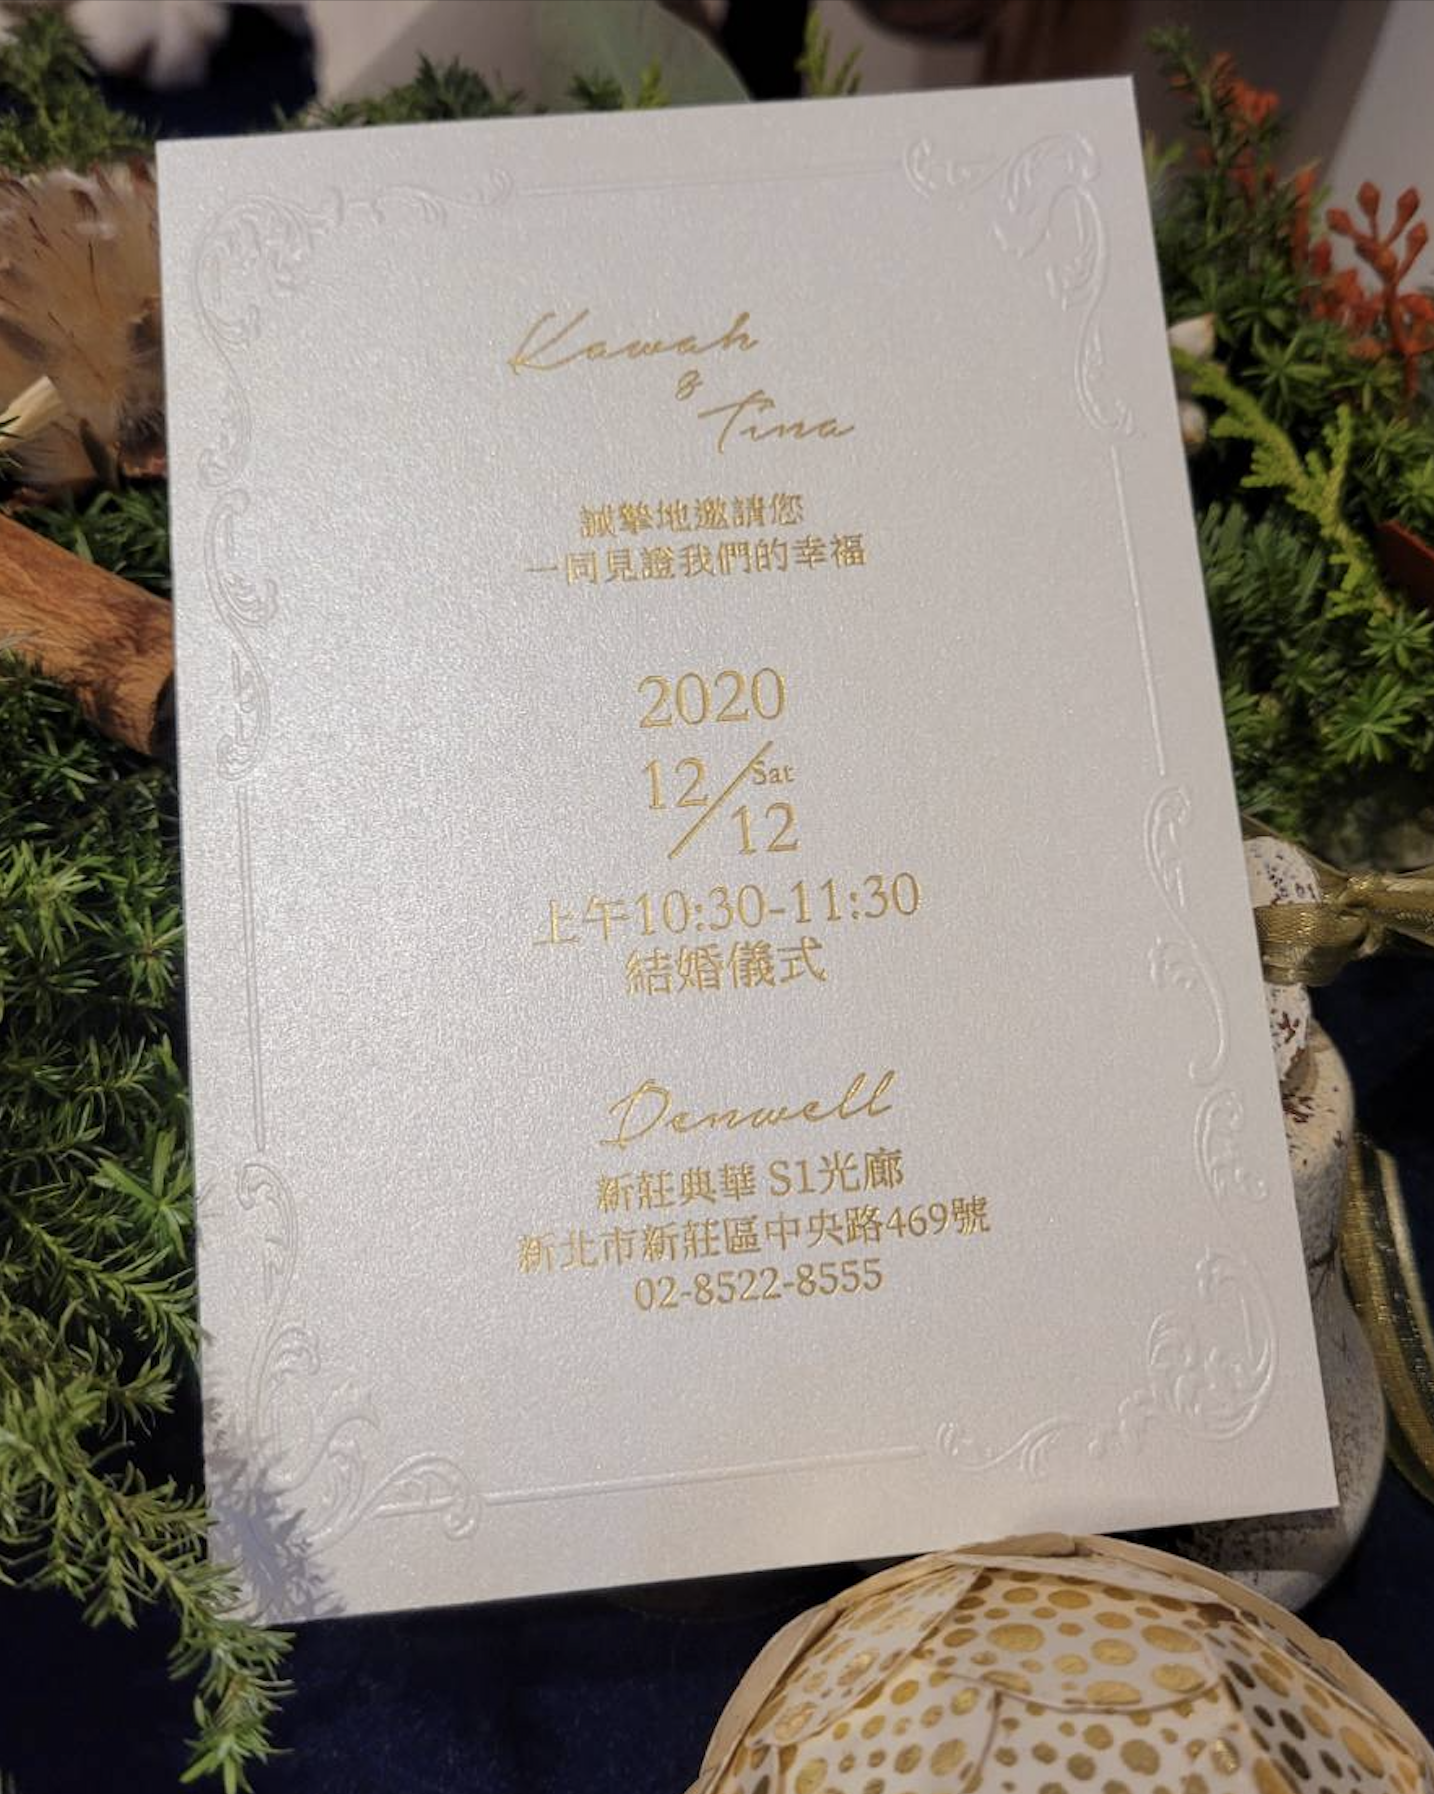 Kawah
&
Tina
誠摯地邀請您
一同見證我們的幸福
2020
12/12 Sat
上午10:30-11:30
結婚儀式
Denwell
新莊典華 S1光廊
新北市新莊區中央路469號
02-8522-8555